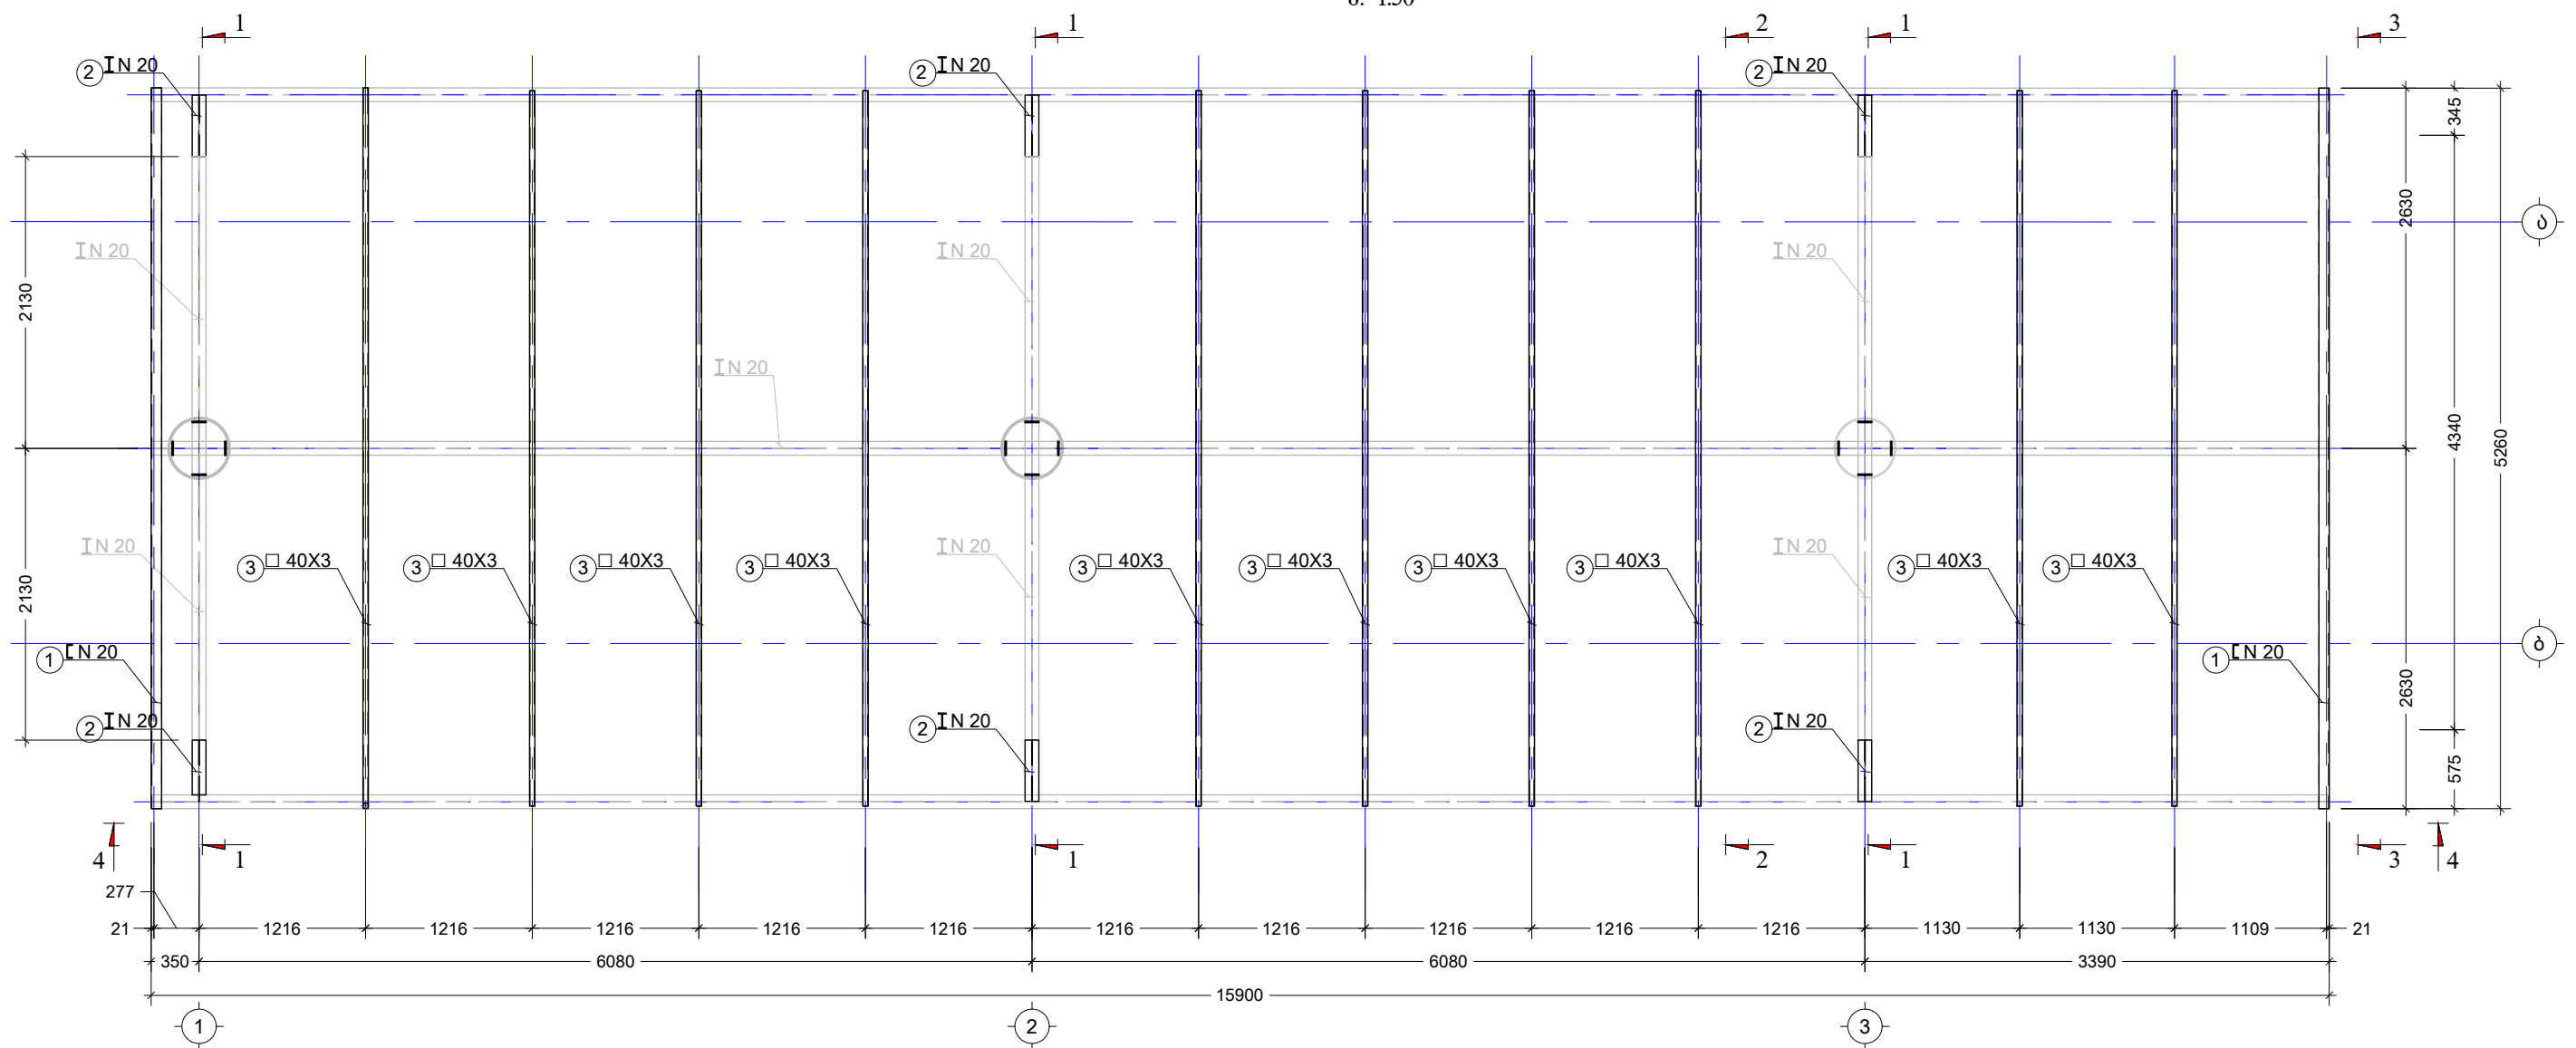 1 1 2 1 3
2 I N 20 2 I N 20 2 I N 20
345
2630
ა
I N 20 I N 20 I N 20
2130
I N 20
4340
5260
I N 20 I N 20 I N 20
3 □ 40X3 3 □ 40X3 3 □ 40X3 3 □ 40X3 3 □ 40X3 3 □ 40X3 3 □ 40X3 3 □ 40X3 3 □ 40X3 3 □ 40X3
2130
ბ
1 [ N 20 1 [ N 20
2630
2 I N 20 2 I N 20 2 I N 20
575
4 1 1 2 1 3 4
277
21 1216 1216 1216 1216 1216 1216 1216 1216 1216 1216 1130 1130 1109 21
350 6080 6080 3390
15900
1 2 3